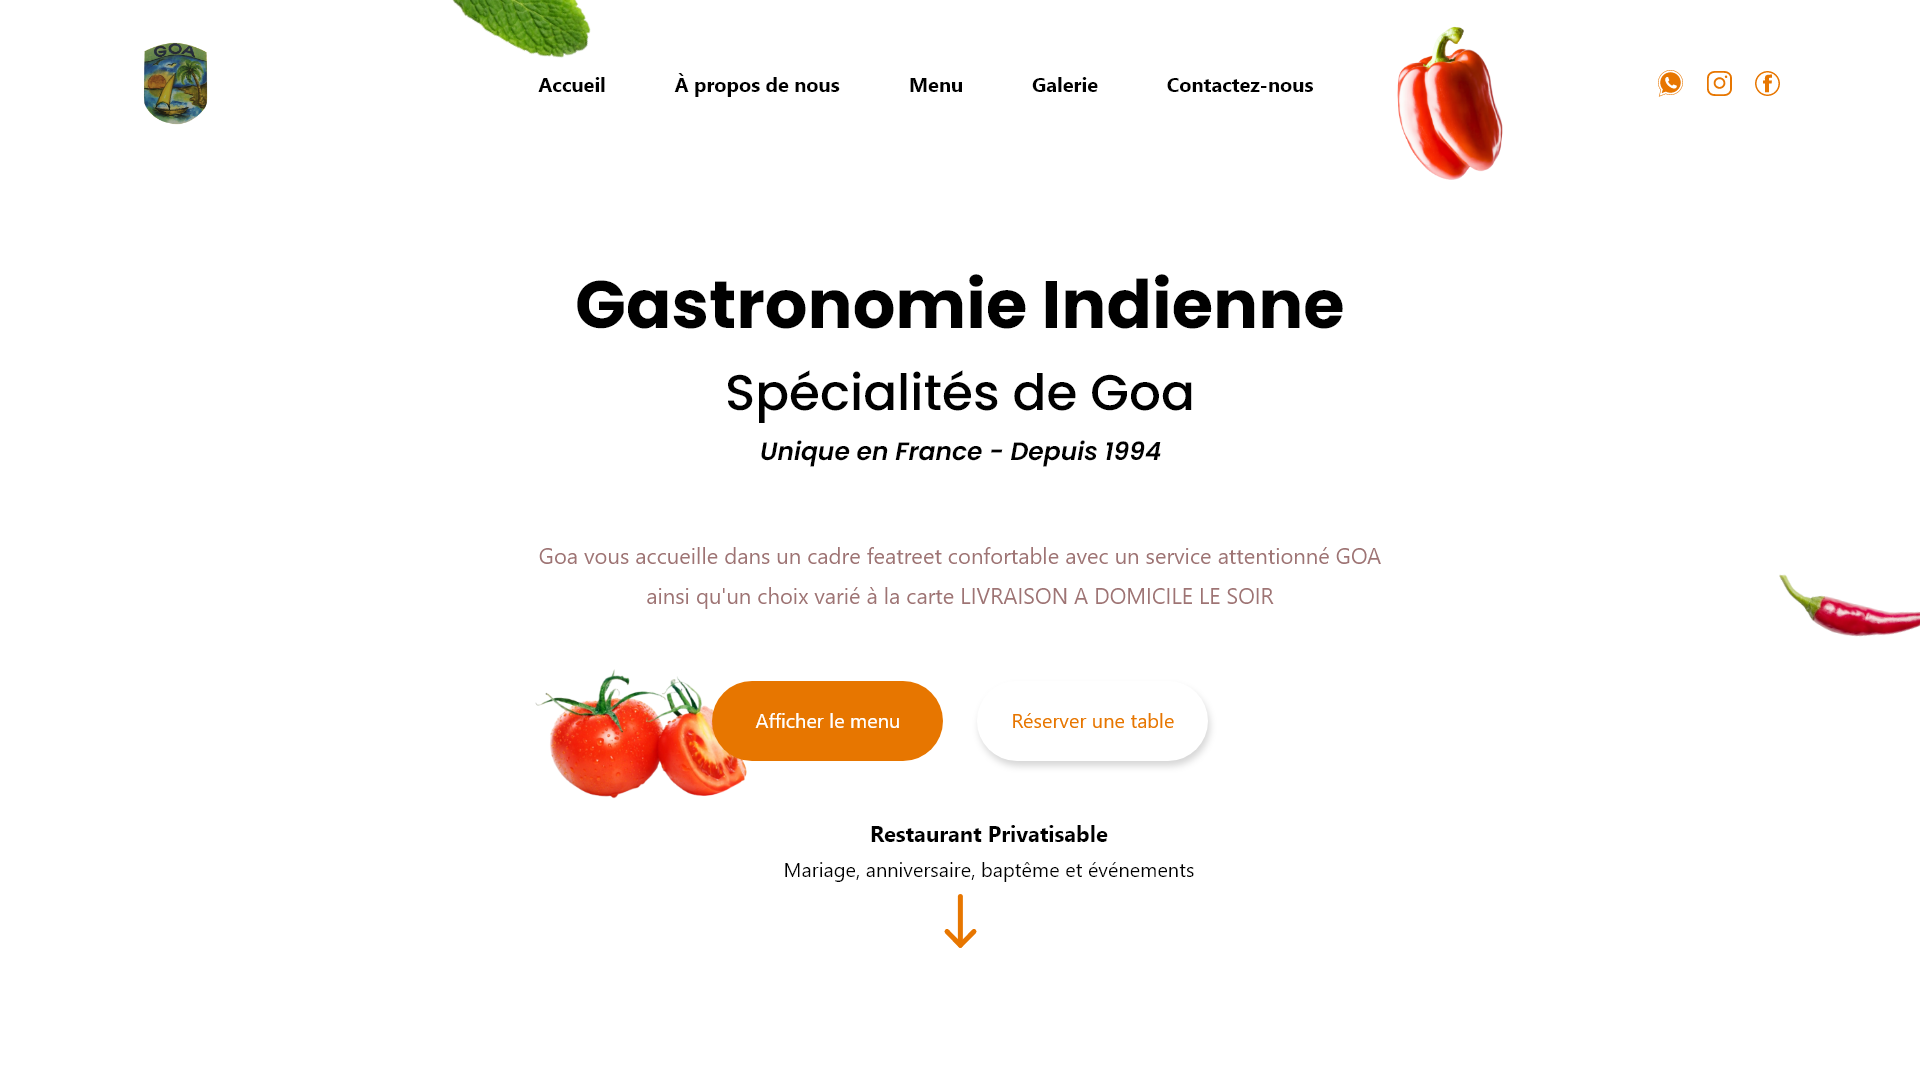 GOA
Accueil
À propos de nous
Menu
Galerie
Contactez-nous
Gastronomie Indienne
Spécialités de Goa
Unique en France - Depuis 1994
Goa vous accueille dans un cadre featreet confortable avec un service attentionné GOA
ainsi qu'un choix varié à la carte LIVRAISON A DOMICILE LE SOIR
Afficher le menu
Réserver une table
Restaurant Privatisable
Mariage, anniversaire, baptême et événements